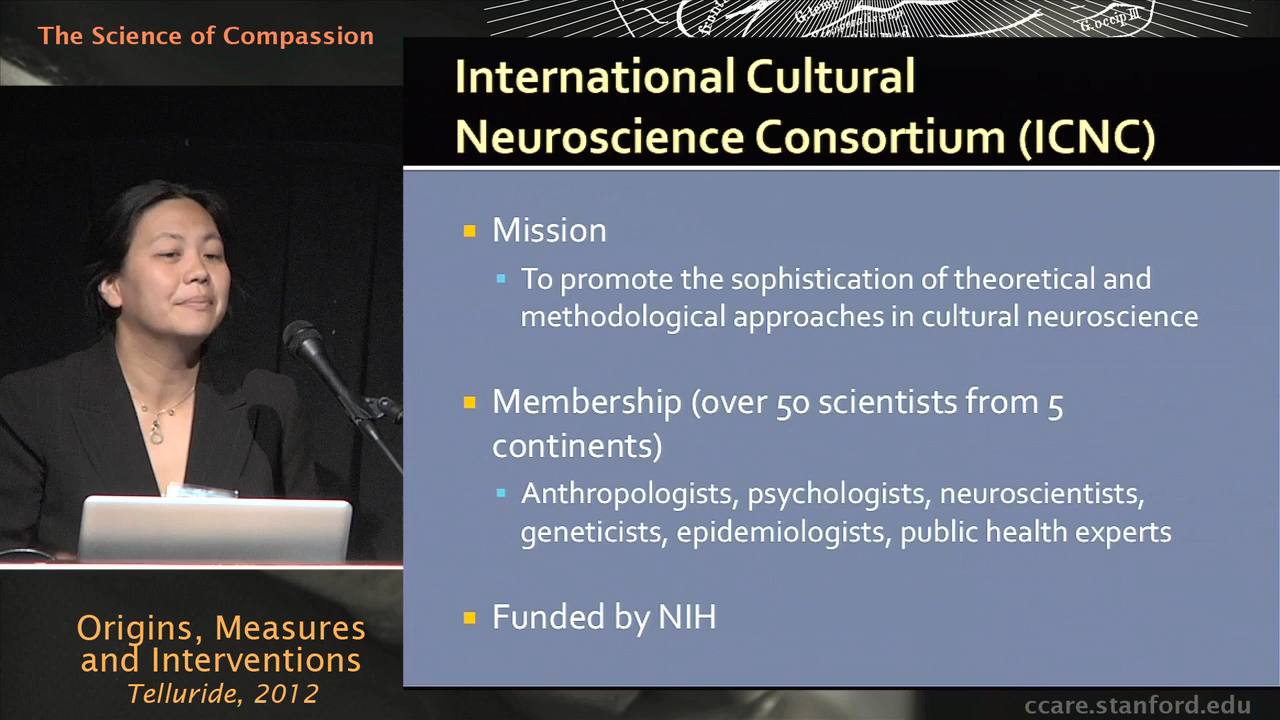 The Science of Compassion
G.occip III
International Cultural
Neuroscience Consortium (ICNC)
Mission
To promote the sophistication of theoretical and
methodological approaches in cultural neuroscience
Membership (over 50 scientists from 5
continents)
Anthropologists, psychologists, neuroscientists,
geneticists, epidemiologists, public health experts
Funded by NIH
Origins, Measures
and Interventions
Telluride, 2012
ccare.stanford.edu